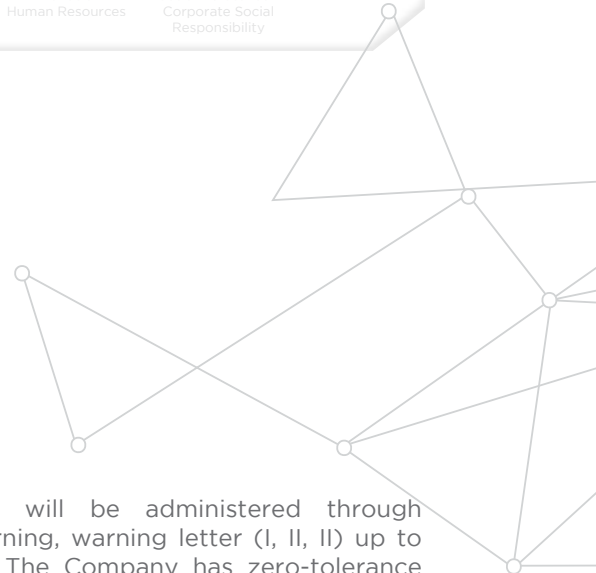 Human Resources
Corporate Social
Responsibility
will be administered through
warning letter (I, II, II) up to
The Company has zero-tolerance